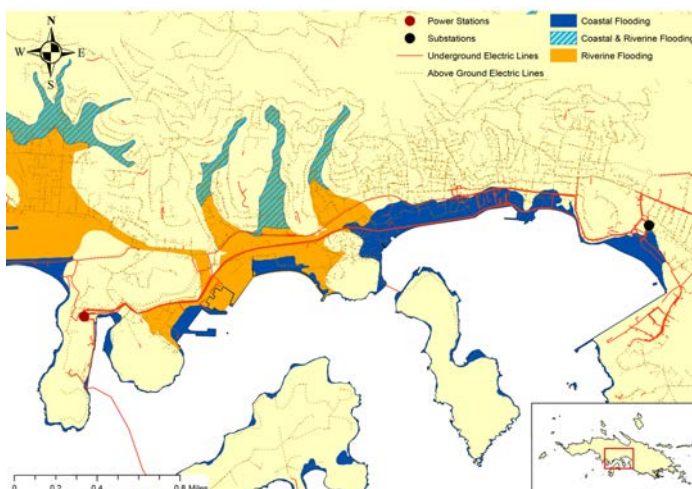 N
W E
S
Power Stations
Substations
Underground Electric Lines
Above Ground Electric Lines
Coastal Flooding
Coastal & Riverine Flooding
Riverine Flooding
0 0.4 0.8 Miles